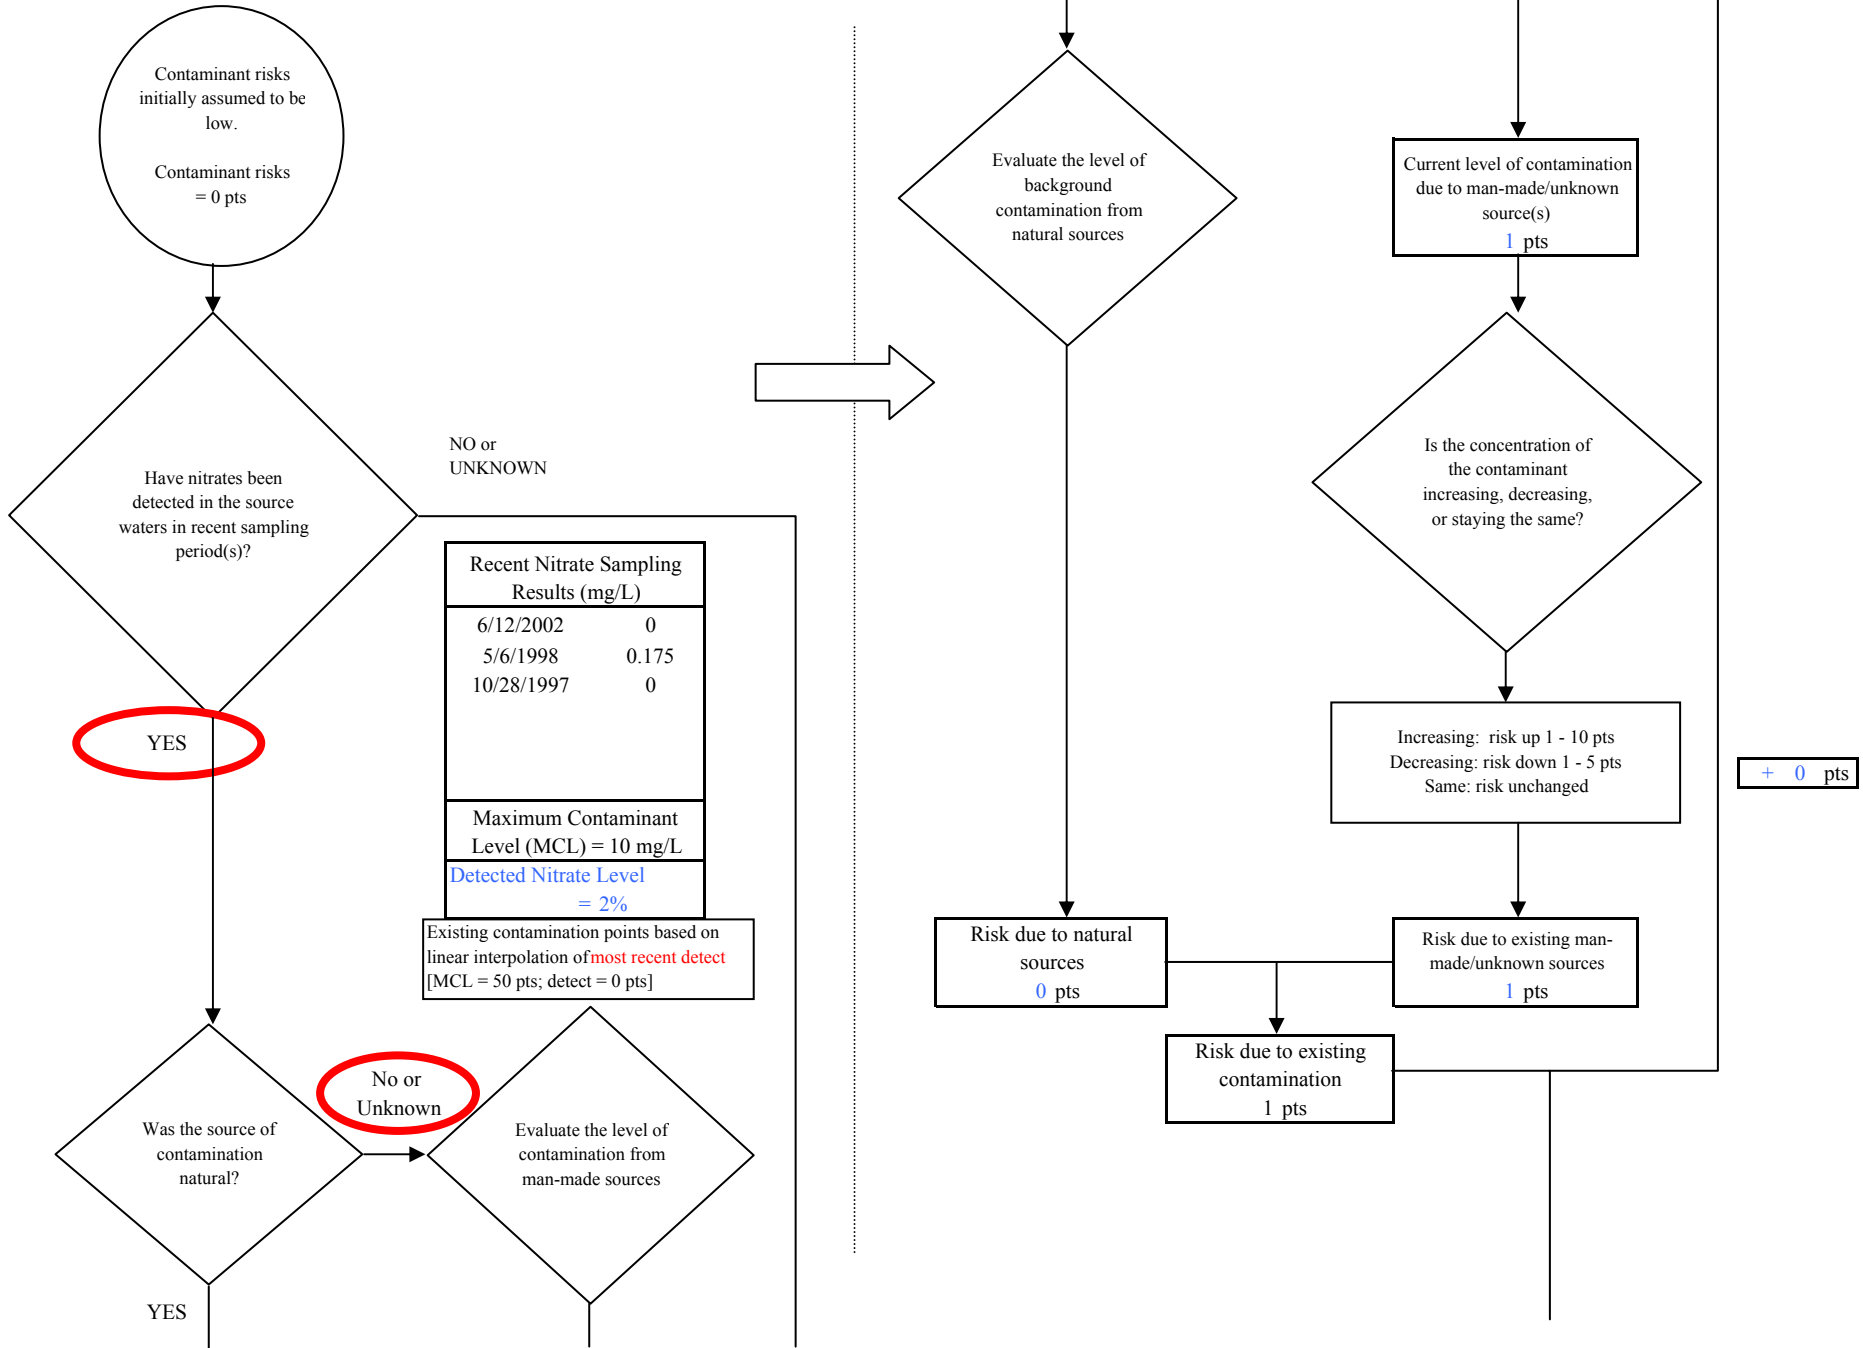 Contaminant risks
initially assumed to be
low.
Contaminant risks
= 0 pts
Have nitrates been
detected in the source
waters in recent sampling
period(s)?
NO or
UNKNOWN
YES
Recent Nitrate Sampling
Results (mg/L)
6/12/2002 0
5/6/1998 0.175
10/28/1997 0
Maximum Contaminant
Level (MCL) = 10 mg/L
Detected Nitrate Level
= 2%
Existing contamination points based on
linear interpolation of most recent detect
[MCL = 50 pts; detect = 0 pts]
Was the source of
contamination
natural?
No or
Unknown
Evaluate the level of
contamination from
man-made sources
YES
Evaluate the level of
background
contamination from
natural sources
Current level of contamination
due to man-made/unknown
source(s)
1 pts
Is the concentration of
the contaminant
increasing, decreasing,
or staying the same?
Increasing: risk up 1 - 10 pts
Decreasing: risk down 1 - 5 pts
Same: risk unchanged
+ 0 pts
Risk due to natural
sources
0 pts
Risk due to existing man-
made/unknown sources
1 pts
Risk due to existing
contamination
1 pts